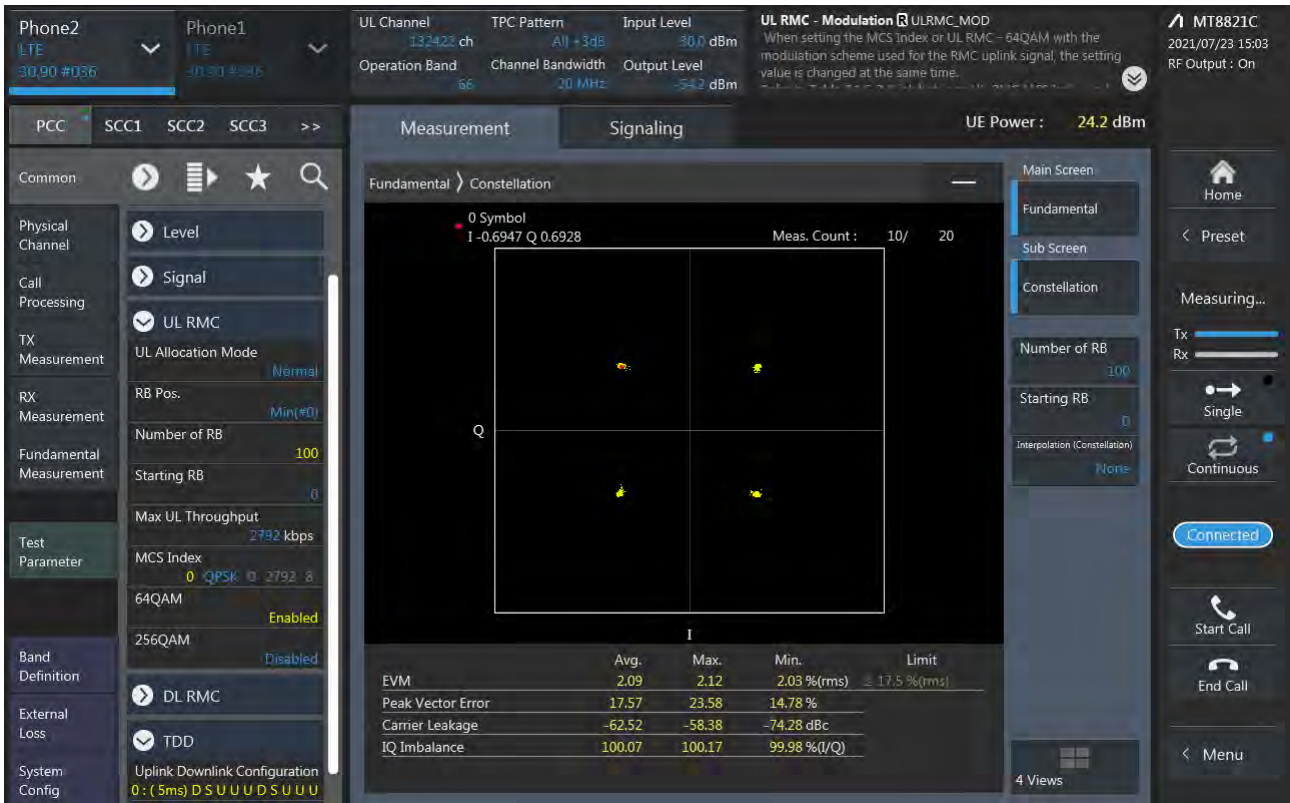 Phone2
LTE
30.90 #036
Phone1
LTE
30.90 #036
UL Channel
132422 ch
Operation Band
66
TPC Pattern
All +3dB
Channel Bandwidth
20 MHz
Input Level
30.0 dBm
Output Level
-54.2 dBm
UL RMC - Modulation R ULRMC_MOD
When setting the MCS Index or UL RMC – 64QAM with the
modulation scheme used for the RMC uplink signal, the setting
value is changed at the same time.
MT8821C
2021/07/23 15:03
RF Output : On
PCC SCC1 SCC2 SCC3 >>
Measurement
Signaling
UE Power : 24.2 dBm
Common
Physical
Channel
Call
Processing
TX
Measurement
RX
Measurement
Fundamental
Measurement
Test
Parameter
Band
Definition
External
Loss
System
Config
Level
Signal
UL RMC
UL Allocation Mode
Normal
RB Pos.
Min(#0)
Number of RB
100
Starting RB
0
Max UL Throughput
2792 kbps
MCS Index
0 QPSK 0 2792 8
64QAM
Enabled
256QAM
Disabled
DL RMC
TDD
Uplink Downlink Configuration
0 : ( 5ms) D S U U U D S U U U
Fundamental > Constellation
0 Symbol
I -0.6947 Q 0.6928
Meas. Count : 10/ 20
Q
I
Avg. Max. Min. Limit
EVM 2.09 2.12 2.03 %(rms) ≤ 17.5 %(rms)
Peak Vector Error 17.57 23.58 14.78 %
Carrier Leakage -62.52 -58.38 -74.28 dBc
IQ Imbalance 100.07 100.17 99.98 %(I/Q)
Main Screen
Fundamental
Sub Screen
Constellation
Number of RB
100
Starting RB
0
Interpolation (Constellation)
None
4 Views
Home
< Preset
Measuring...
Tx
Rx
Single
Continuous
Connected
Start Call
End Call
< Menu